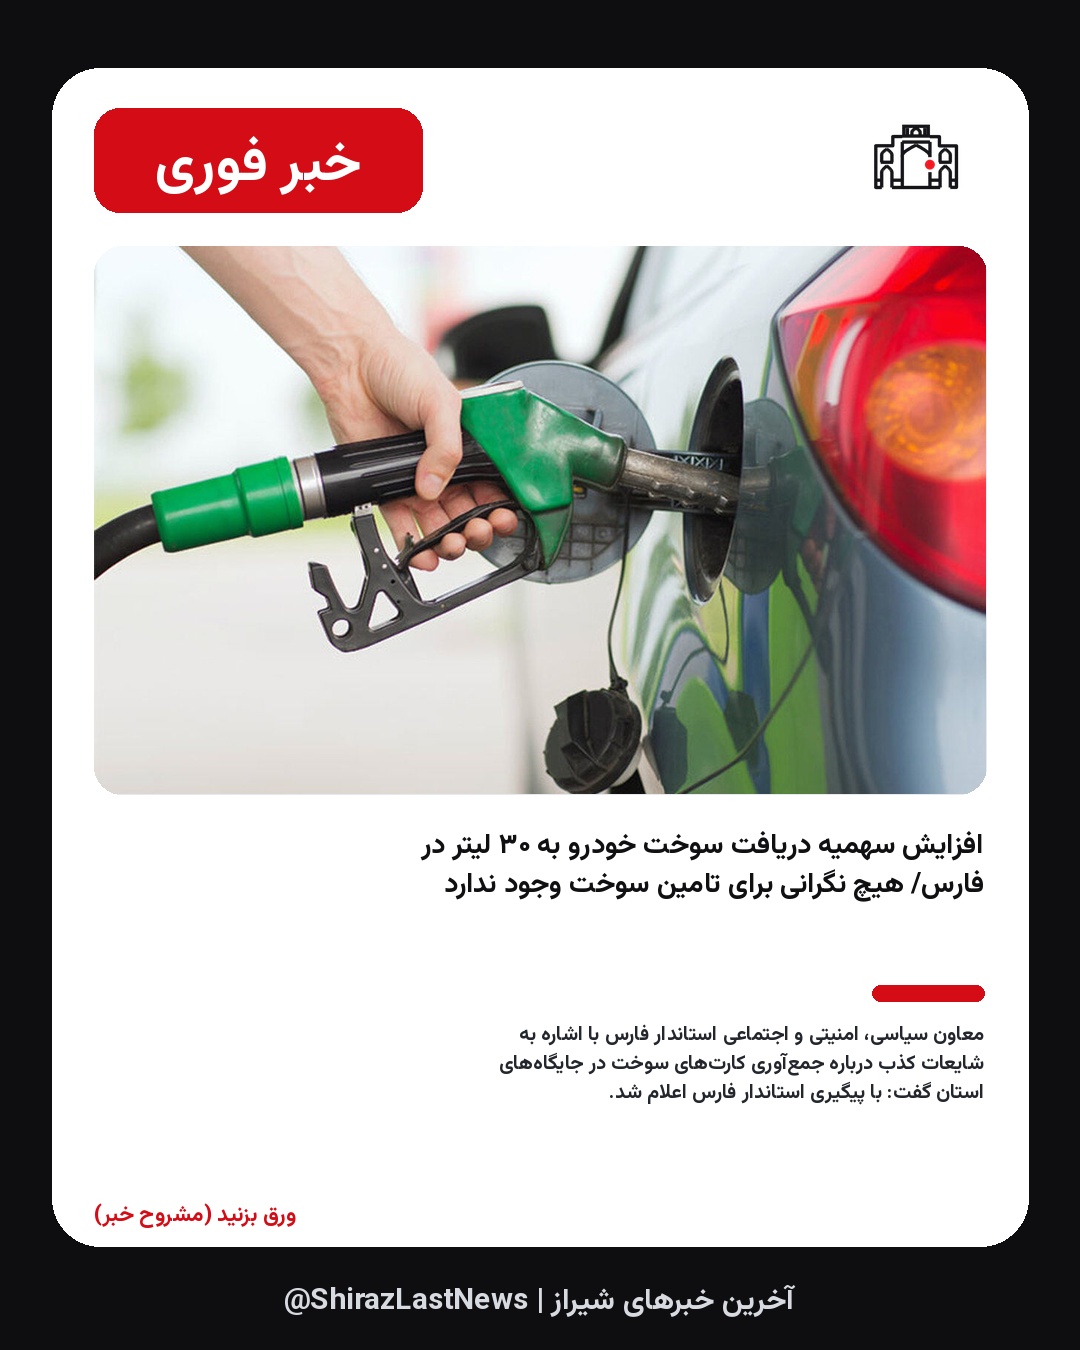 خبر فوری
افزایش سهمیه دریافت سوخت خودرو به ۳۰ لیتر در
فارس/ هیچ نگرانی برای تامین سوخت وجود ندارد
معاون سیاسی، امنیتی و اجتماعی استاندار فارس با اشاره به
شایعات کذب درباره جمع‌آوری کارت‌های سوخت در جایگاه‌های
استان گفت: با پیگیری استاندار فارس اعلام شد.
ورق بزنید (مشروح خبر)
آخرین خبرهای شیراز | @ShirazLastNews